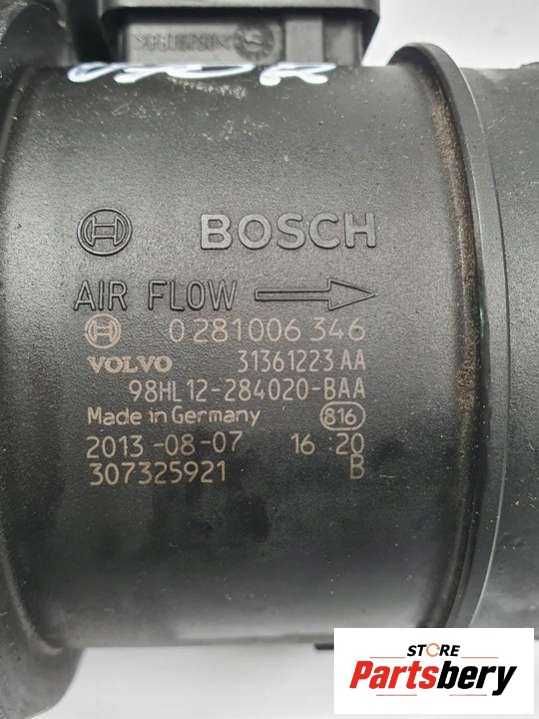 BOSCH
AIR FLOW
0 281 006 346
VOLVO 31361223 AA
98HL 12-284020-BAA
Made in Germany 816
2013-08-07 16:20
307325921 B
STORE
Partsbery